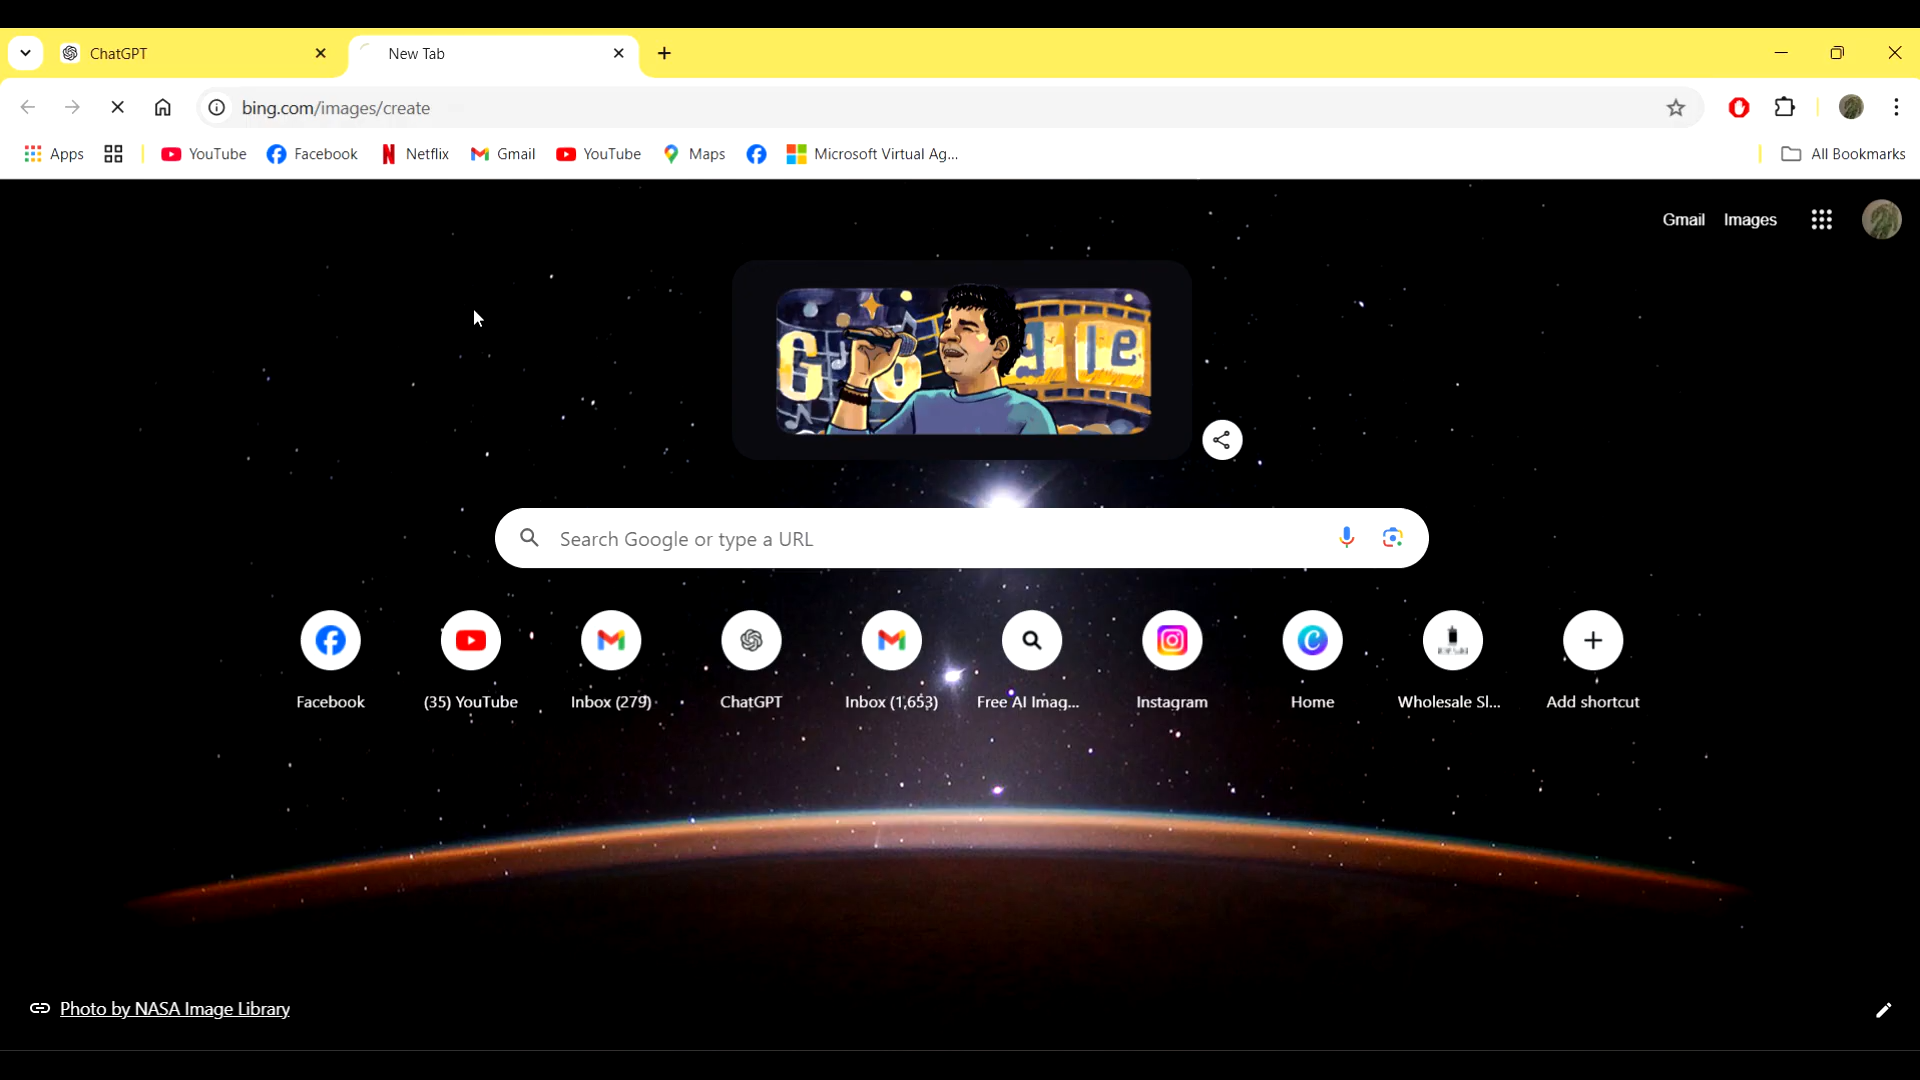 ChatGPT
New Tab
bing.com/images/create
Apps
YouTube
Facebook
Netflix
Gmail
YouTube
Maps
Microsoft Virtual Ag...
All Bookmarks
Gmail
Images
G o g l e
Search Google or type a URL
Facebook
(35) YouTube
Inbox (279)
ChatGPT
Inbox (1,653)
Free AI Imag...
Instagram
Home
Wholesale Sl...
Add shortcut
Photo by NASA Image Library